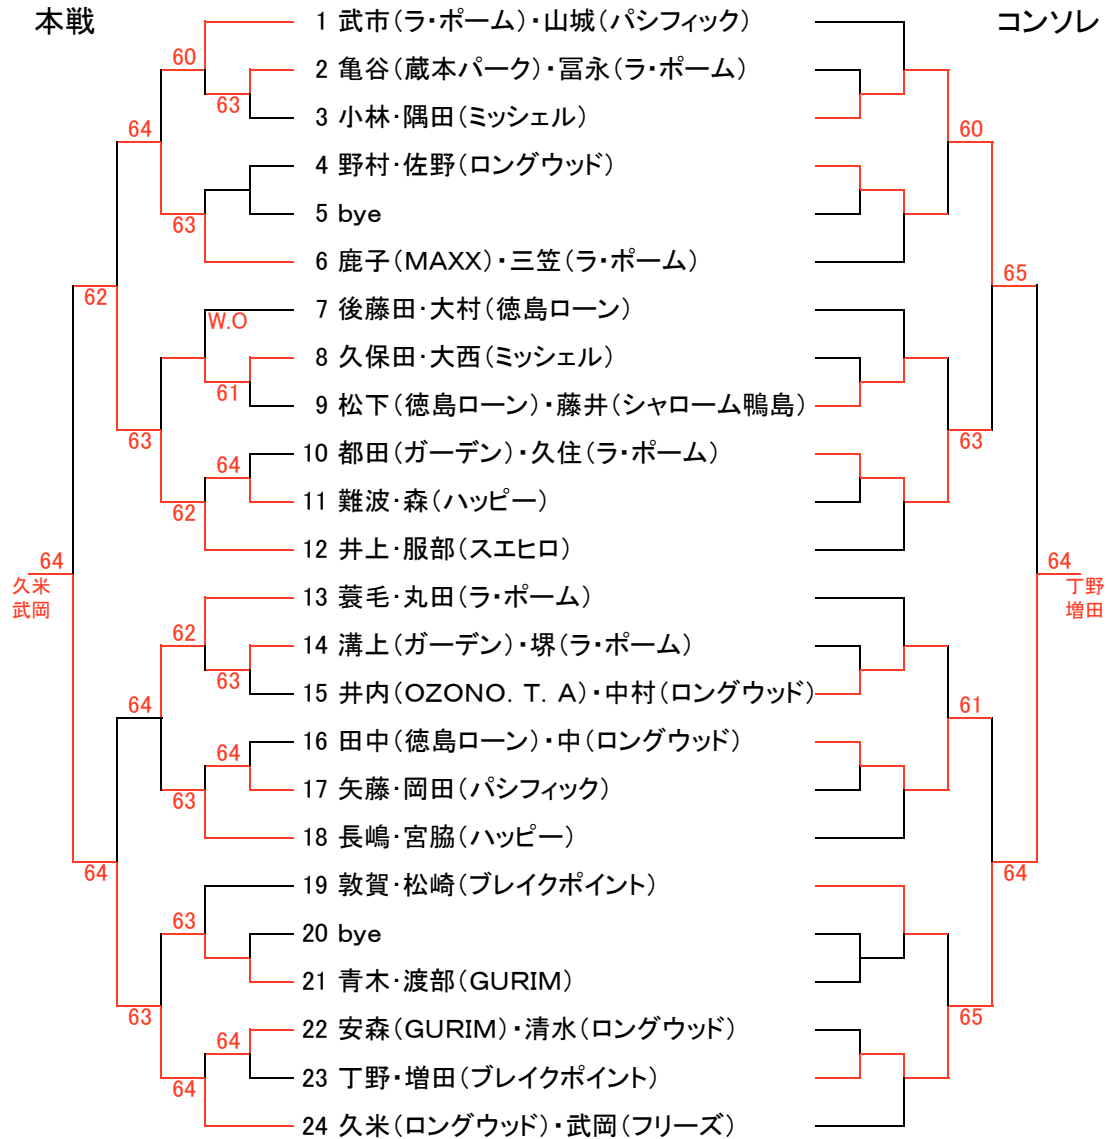 本戦
コンソレ
1 武市(ラ・ポーム)・山城(パシフィック)
60
2 亀谷(蔵本パーク)・冨永(ラ・ポーム)
63
3 小林・隅田(ミッシェル)
64
60
4 野村・佐野(ロングウッド)
5 bye
63
6 鹿子(MAXX)・三笠(ラ・ポーム)
65
62
7 後藤田・大村(徳島ローン)
W.O
8 久保田・大西(ミッシェル)
61
9 松下(徳島ローン)・藤井(シャローム鴨島)
63
63
10 都田(ガーデン)・久住(ラ・ポーム)
64
11 難波・森(ハッピー)
62
12 井上・服部(スエヒロ)
64
久米
武岡
64
丁野
増田
13 蓑毛・丸田(ラ・ポーム)
62
14 溝上(ガーデン)・堺(ラ・ポーム)
63
15 井内(OZONO. T. A)・中村(ロングウッド)
64
61
16 田中(徳島ローン)・中(ロングウッド)
64
17 矢藤・岡田(パシフィック)
63
18 長嶋・宮脇(ハッピー)
64
64
19 敦賀・松崎(ブレイクポイント)
63
20 bye
21 青木・渡部(GURIM)
63
65
22 安森(GURIM)・清水(ロングウッド)
64
23 丁野・増田(ブレイクポイント)
64
24 久米(ロングウッド)・武岡(フリーズ)